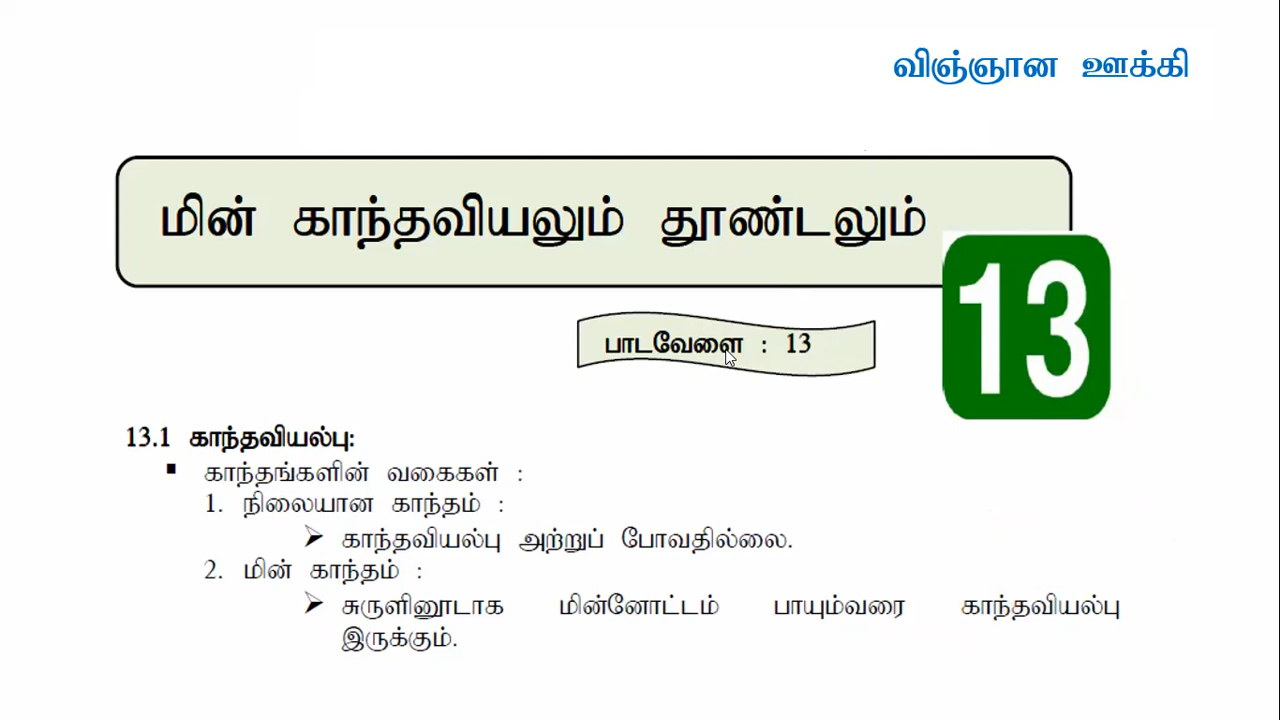 விஞ்ஞான ஊக்கி
மின் காந்தவியலும் தூண்டலும்
13
பாடவேளை : 13
13.1 காந்தவியல்பு:
▪ காந்தங்களின் வகைகள் :
1. நிலையான காந்தம் :
➢ காந்தவியல்பு அற்றுப் போவதில்லை.
2. மின் காந்தம் :
➢ சுருளினூடாக மின்னோட்டம் பாயும்வரை காந்தவியல்பு
இருக்கும்.